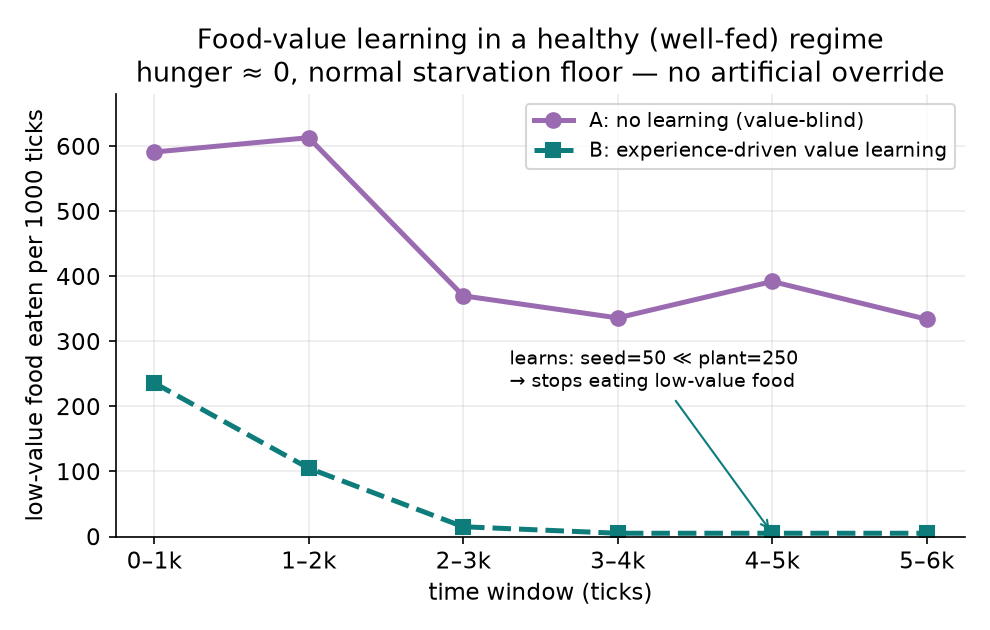 Food-value learning in a healthy (well-fed) regime
hunger ≈ 0, normal starvation floor — no artificial override
low-value food eaten per 1000 ticks
600
500
400
300
200
100
0
A: no learning (value-blind)
B: experience-driven value learning
learns: seed=50 ≪ plant=250
→ stops eating low-value food
0–1k
1–2k
2–3k
3–4k
4–5k
5–6k
time window (ticks)